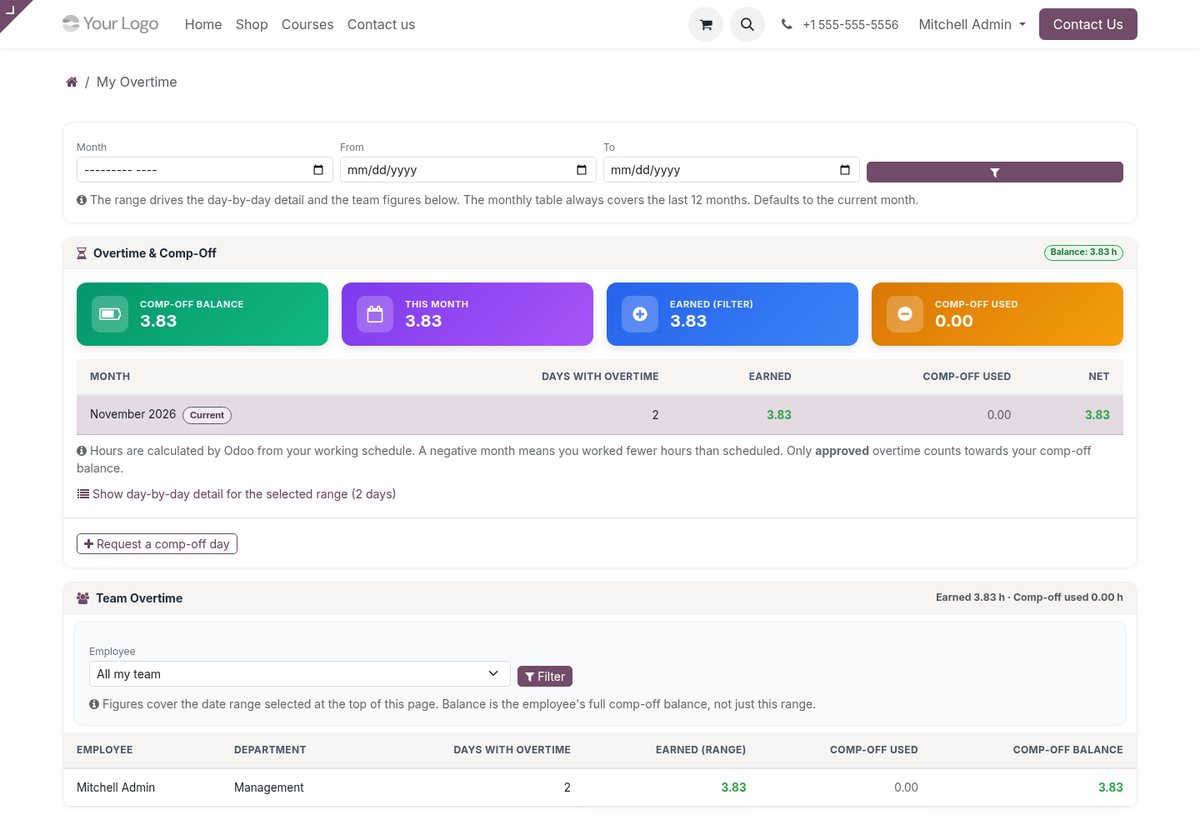 Your Logo Home Shop Courses Contact us +1 555-555-5556 Mitchell Admin Contact Us
/ My Overtime
Month From To
--------- ---- mm/dd/yyyy mm/dd/yyyy
The range drives the day-by-day detail and the team figures below. The monthly table always covers the last 12 months. Defaults to the current month.
Overtime & Comp-Off Balance: 3.83 h
COMP-OFF BALANCE THIS MONTH EARNED (FILTER) COMP-OFF USED
3.83 3.83 3.83 0.00
MONTH DAYS WITH OVERTIME EARNED COMP-OFF USED NET
November 2026 Current 2 3.83 0.00 3.83
Hours are calculated by Odoo from your working schedule. A negative month means you worked fewer hours than scheduled. Only approved overtime counts towards your comp-off
balance.
Show day-by-day detail for the selected range (2 days)
Request a comp-off day
Team Overtime Earned 3.83 h · Comp-off used 0.00 h
Employee
All my team Filter
Figures cover the date range selected at the top of this page. Balance is the employee's full comp-off balance, not just this range.
EMPLOYEE DEPARTMENT DAYS WITH OVERTIME EARNED (RANGE) COMP-OFF USED COMP-OFF BALANCE
Mitchell Admin Management 2 3.83 0.00 3.83